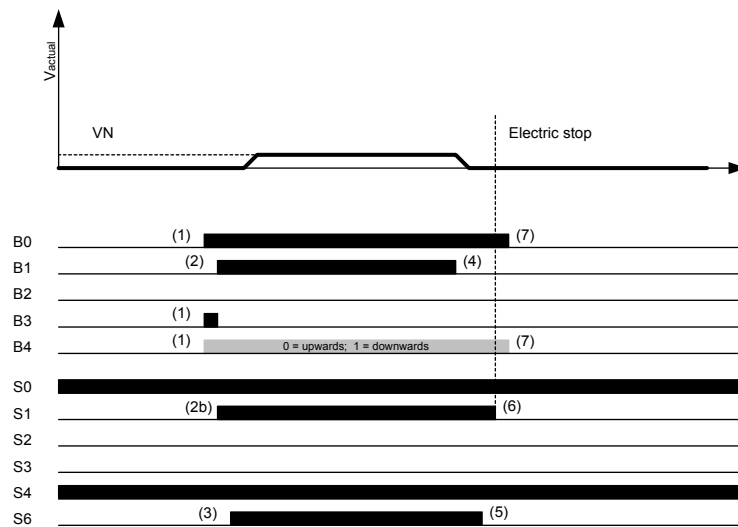 Vactual
VN
Electric stop
B0 (1) (7)
B1 (2) (4)
B2
B3 (1)
B4 (1) 0 = upwards; 1 = downwards (7)
S0
S1 (2b) (6)
S2
S3
S4
S6 (3) (5)